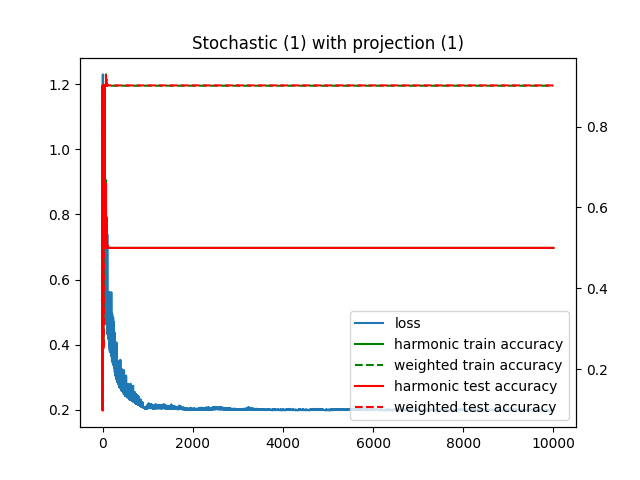 Stochastic (1) with projection (1)
1.2
1.0
0.8
0.6
0.4
0.2
0.8
0.6
0.4
0.2
loss
harmonic train accuracy
weighted train accuracy
harmonic test accuracy
weighted test accuracy
0 2000 4000 6000 8000 10000